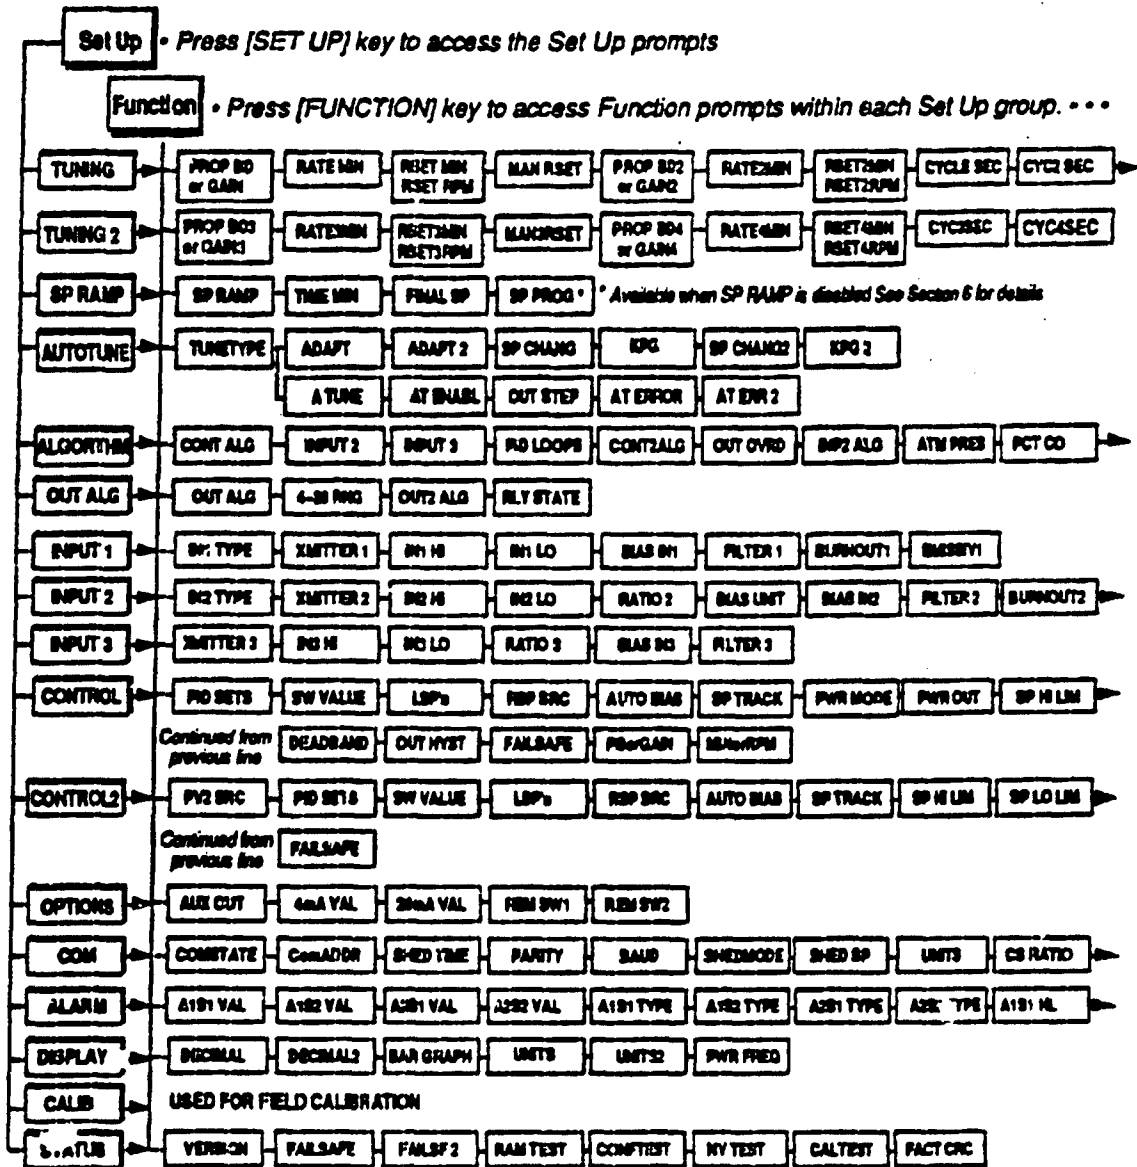 Set Up • Press [SET UP] key to access the Set Up prompts
Function • Press [FUNCTION] key to access Function prompts within each Set Up group. • • •
TUNING PROP BD or GAIN RATE MIN RSET MIN RSET RPM MAN RSET PROP BD2 or GAIN2 RATE2MIN RSET2MIN RSET2RPM CYCLE SEC CYC2 SEC
TUNING 2 PROP BD3 or GAIN3 RATE3MIN RSET3MIN RSET3RPM MAN3RSET PROP BD4 or GAIN4 RATE4MIN RSET4MIN RSET4RPM CYC3SEC CYC4SEC
SP RAMP SP RAMP TIME MIN FINAL SP SP PROG * * Available when SP RAMP is disabled See Section 6 for details
AUTOTUNE TUNETYPE ADAPT ADAPT 2 SP CHANG KPG SP CHANG2 KPG 2
A TUNE AT ENABL OUT STEP AT ERROR AT ERR 2
ALGORTHM CONT ALG INPUT 2 INPUT 3 PID LOOPS CONT2ALG OUT OVRD INP2 ALG ATM PRES PCT CO
OUT ALG OUT ALG 4–20 RNG OUT2 ALG RLY STATE
INPUT 1 IN1 TYPE XMITTER 1 IN1 HI IN1 LO BIAS IN1 FILTER 1 BURNOUT1 EMISSIV1
INPUT 2 IN2 TYPE XMITTER 2 IN2 HI IN2 LO RATIO 2 BIAS UNIT BIAS IN2 FILTER 2 BURNOUT2
INPUT 3 XMITTER 3 IN3 HI IN3 LO RATIO 3 BIAS IN3 FILTER 3
CONTROL PID SETS SW VALUE LSP's RSP SRC AUTO BIAS SP TRACK PWR MODE PWR OUT SP HI LIM
Continued from previous line DEADBAND OUT HYST FAILSAFE PBorGAIN MINorRPM
CONTROL2 PV2 SRC PID SETS SW VALUE LSP's RSP SRC AUTO BIAS SP TRACK SP HI LIM SP LO LIM
Continued from previous line FAILSAFE
OPTIONS AUX OUT 4mA VAL 20mA VAL REM SW1 REM SW2
COM COMSTATE ComADDR SHED TIME PARITY BAUD SHEDMODE SHED SP UNITS CS RATIO
ALARM A1S1 VAL A1S2 VAL A2S1 VAL A2S2 VAL A1S1 TYPE A1S2 TYPE A2S1 TYPE A2S TYPE A1S1 HL
DISPLAY DECIMAL DECIMAL2 BAR GRAPH UNITS UNITS2 PWR FREQ
CALIB USED FOR FIELD CALIBRATION
STATUS VERSION FAILSAFE FAILSF 2 RAM TEST CONFTEST NV TEST CALTEST FACT CRC